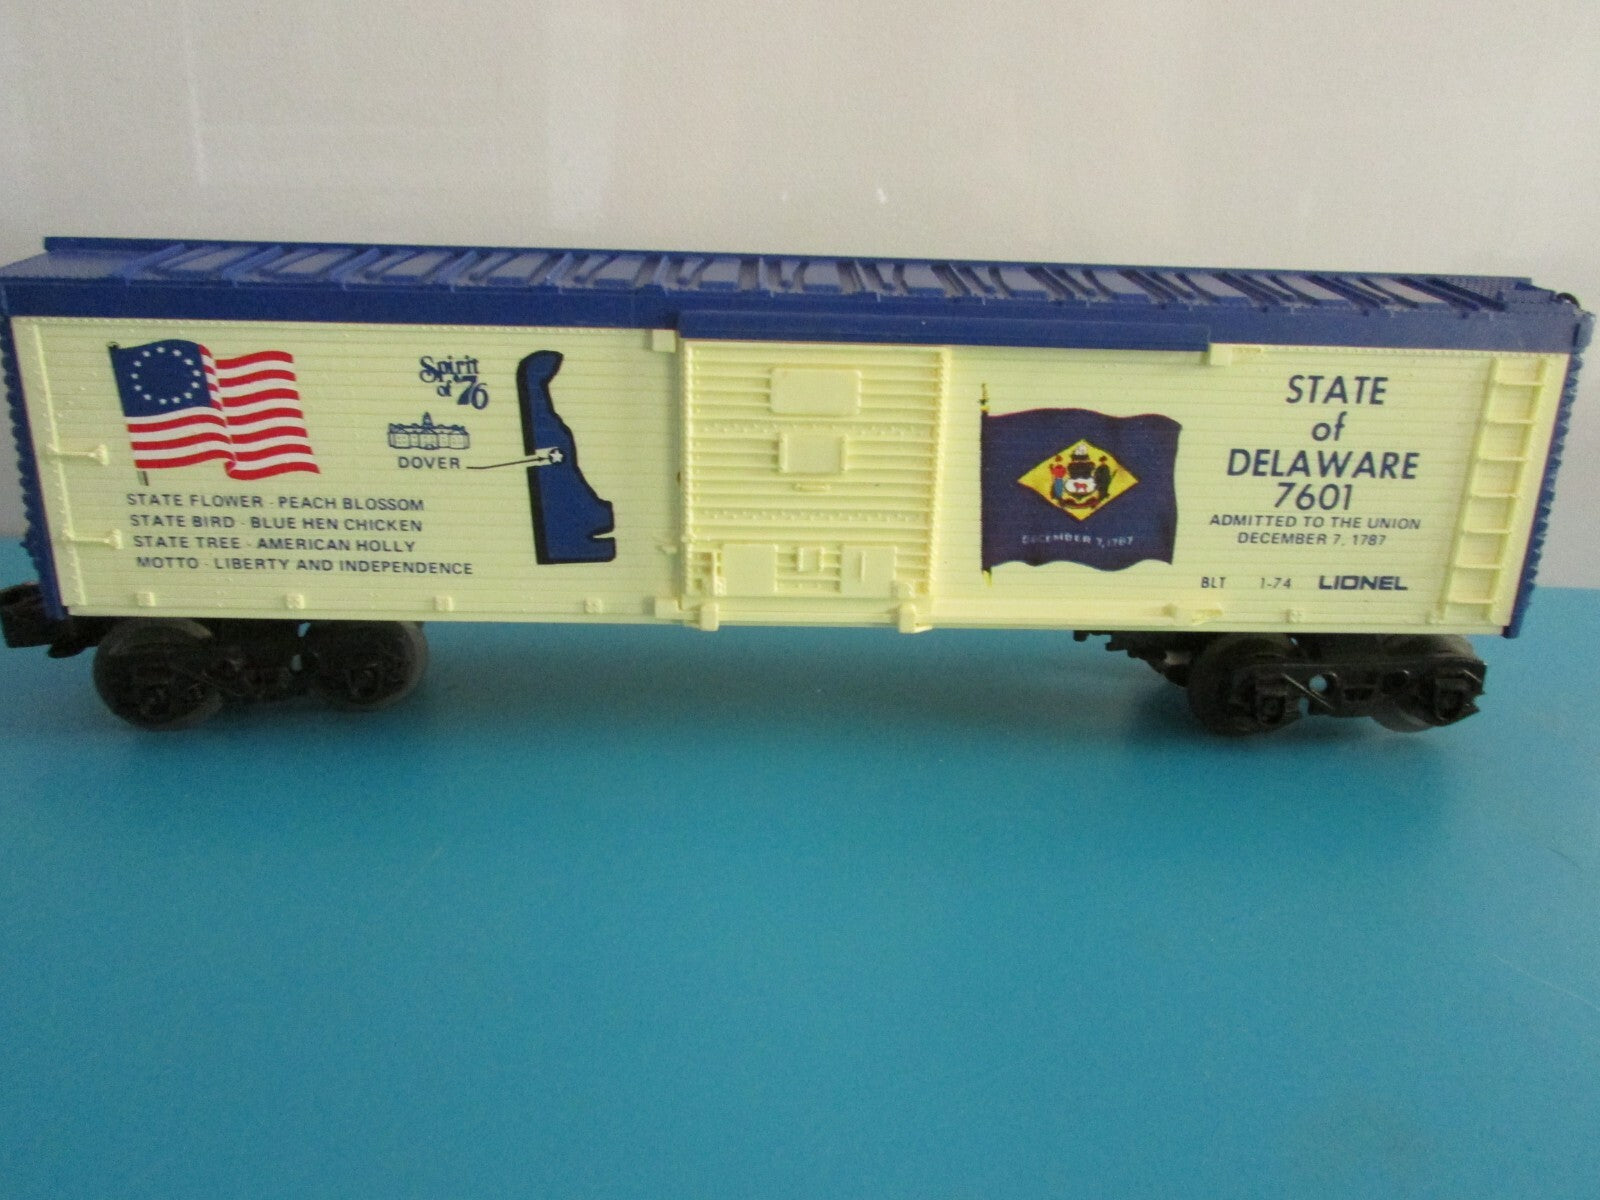 Spirit
of '76
DOVER
STATE FLOWER - PEACH BLOSSOM
STATE BIRD - BLUE HEN CHICKEN
STATE TREE - AMERICAN HOLLY
MOTTO - LIBERTY AND INDEPENDENCE
DECEMBER 7, 1787
STATE
of
DELAWARE
7601
ADMITTED TO THE UNION
DECEMBER 7, 1787
BLT 1-74 LIONEL